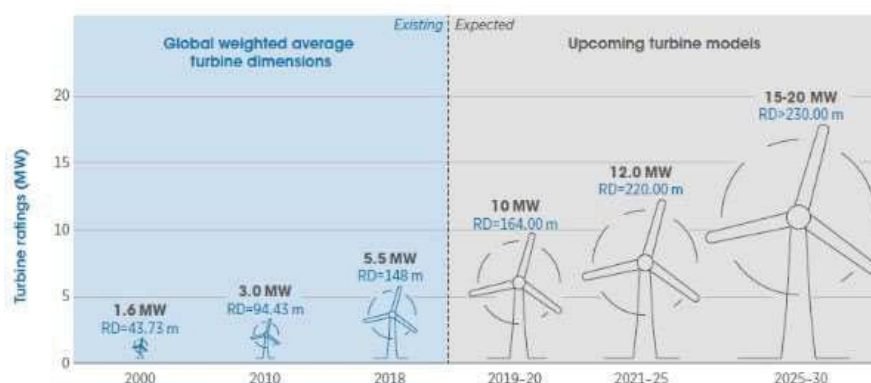 Existing
Expected
Global weighted average
turbine dimensions
Upcoming turbine models
Turbine ratings (MW)
20
15
10
5
0
1.6 MW
RD=43.73 m
3.0 MW
RD=94.43 m
5.5 MW
RD=148 m
10 MW
RD=164.00 m
12.0 MW
RD=220.00 m
15-20 MW
RD>230.00 m
2000
2010
2018
2019–20
2021–25
2025–30